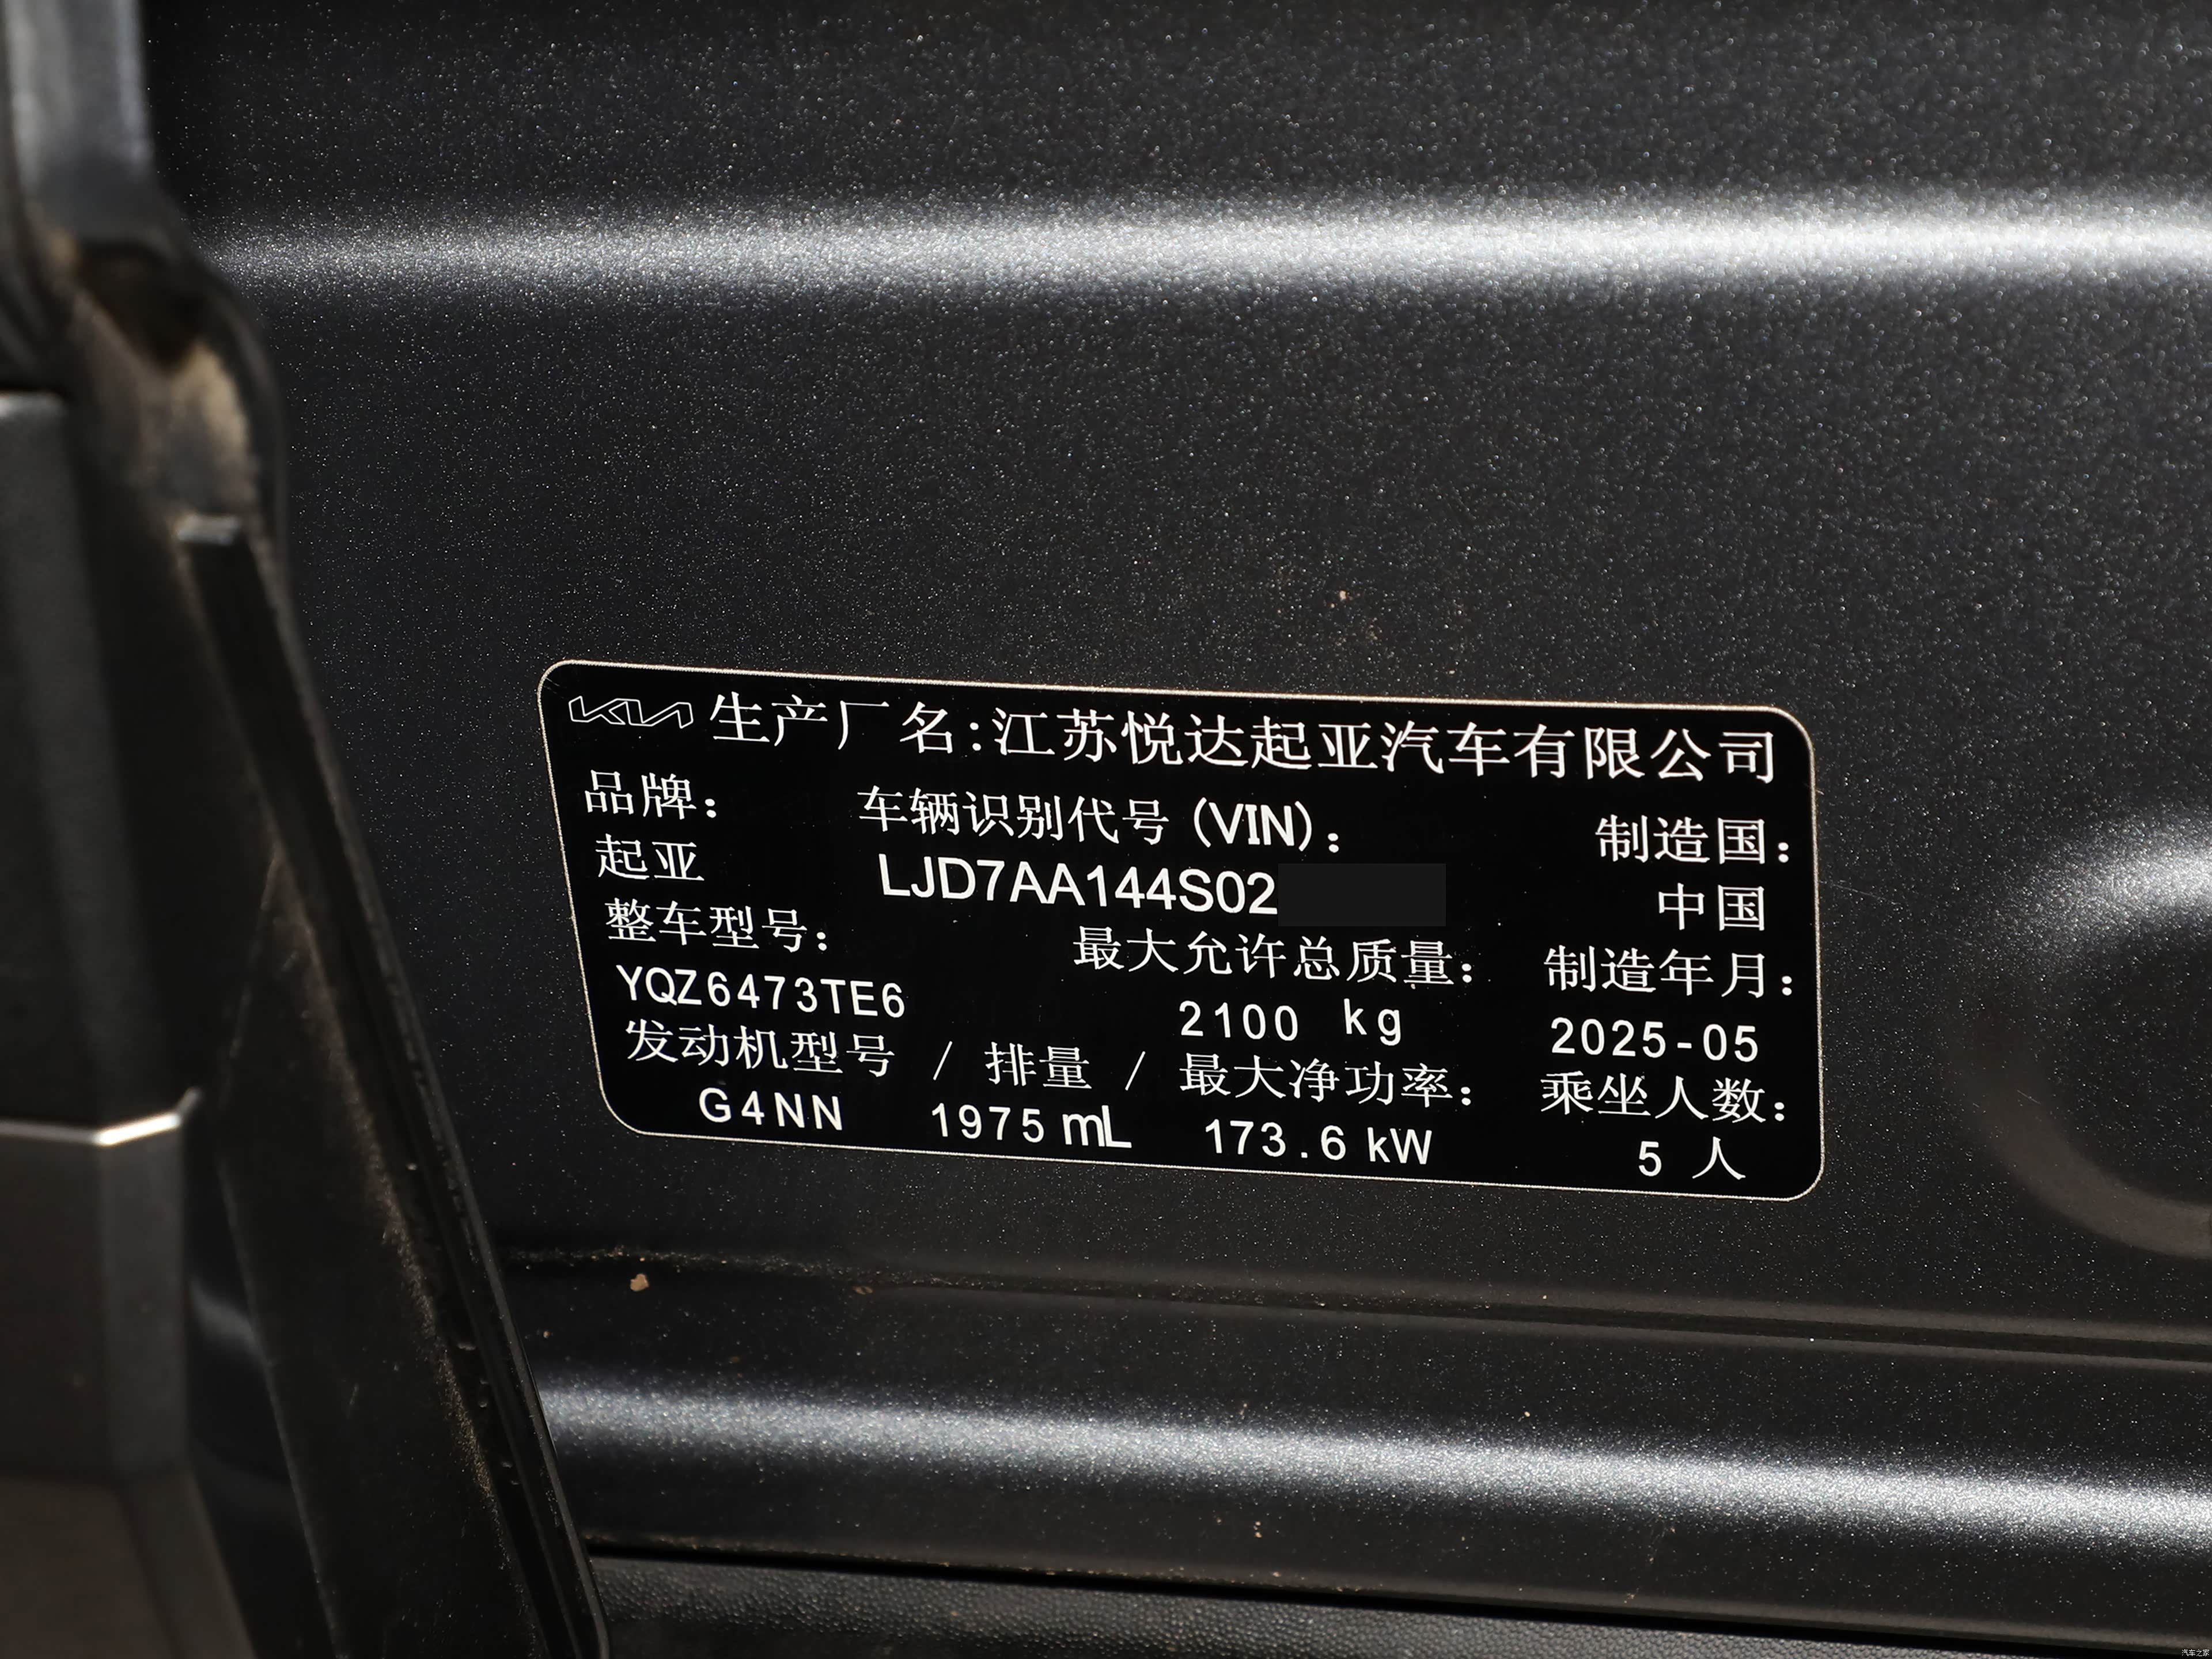 KIA 生产厂名:江苏悦达起亚汽车有限公司
品牌: 车辆识别代号(VIN): 制造国:
起亚 LJD7AA144S02 中国
整车型号: 最大允许总质量: 制造年月:
YQZ6473TE6 2100 kg 2025-05
发动机型号 / 排量 / 最大净功率: 乘坐人数:
G4NN 1975 mL 173.6 kW 5 人
汽车之家